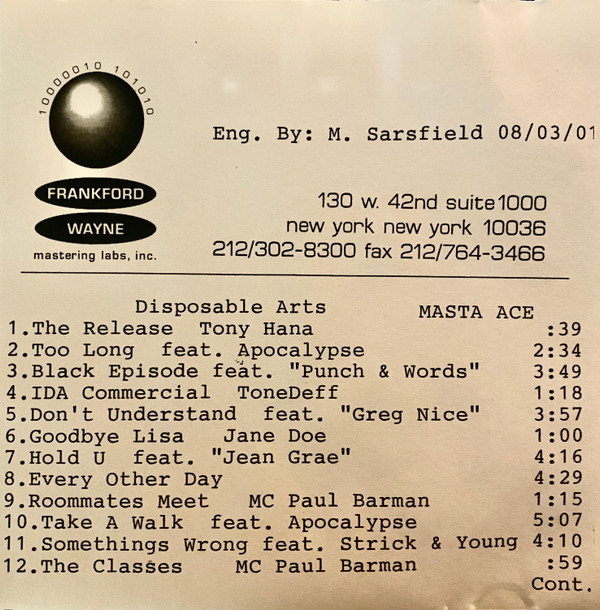 10000010 101010
Eng. By: M. Sarsfield 08/03/01
FRANKFORD
WAYNE
mastering labs, inc.
130 w. 42nd suite1000
new york new york 10036
212/302-8300 fax 212/764-3466
Disposable Arts MASTA ACE
1.The Release Tony Hana :39
2.Too Long feat. Apocalypse 2:34
3.Black Episode feat. "Punch & Words" 3:49
4.IDA Commercial ToneDeff 1:18
5.Don't Understand feat. "Greg Nice" 3:57
6.Goodbye Lisa Jane Doe 1:00
7.Hold U feat. "Jean Grae" 4:16
8.Every Other Day 4:29
9.Roommates Meet MC Paul Barman 1:15
10.Take A Walk feat. Apocalypse 5:07
11.Somethings Wrong feat. Strick & Young 4:10
12.The Classes MC Paul Barman :59
Cont.